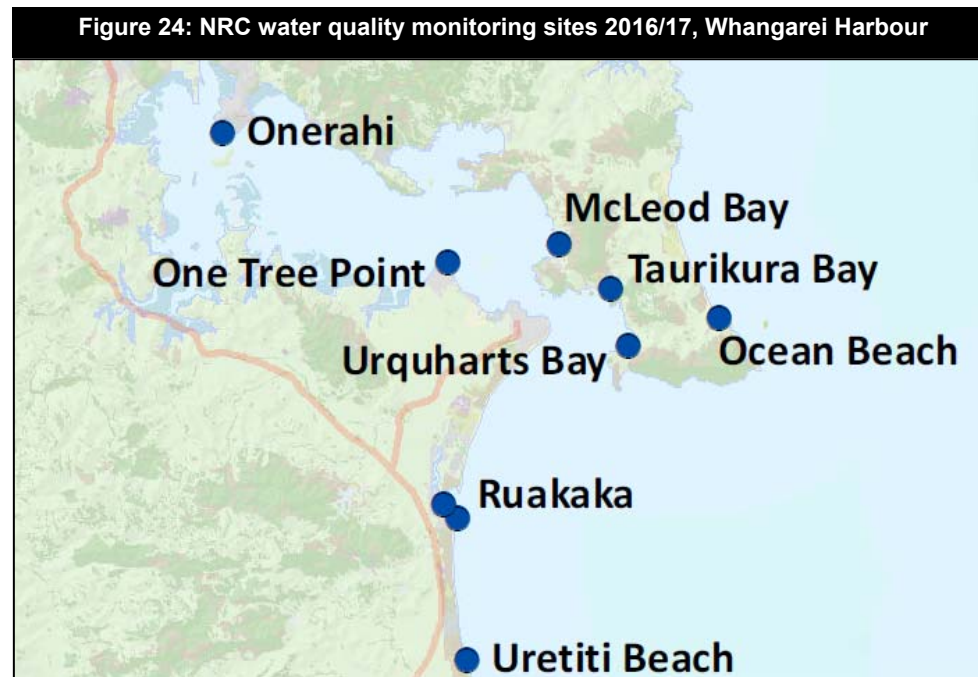 Figure 24: NRC water quality monitoring sites 2016/17, Whangarei Harbour
Onerahi
McLeod Bay
One Tree Point
Taurikura Bay
Urquharts Bay
Ocean Beach
Ruakaka
Uretiti Beach